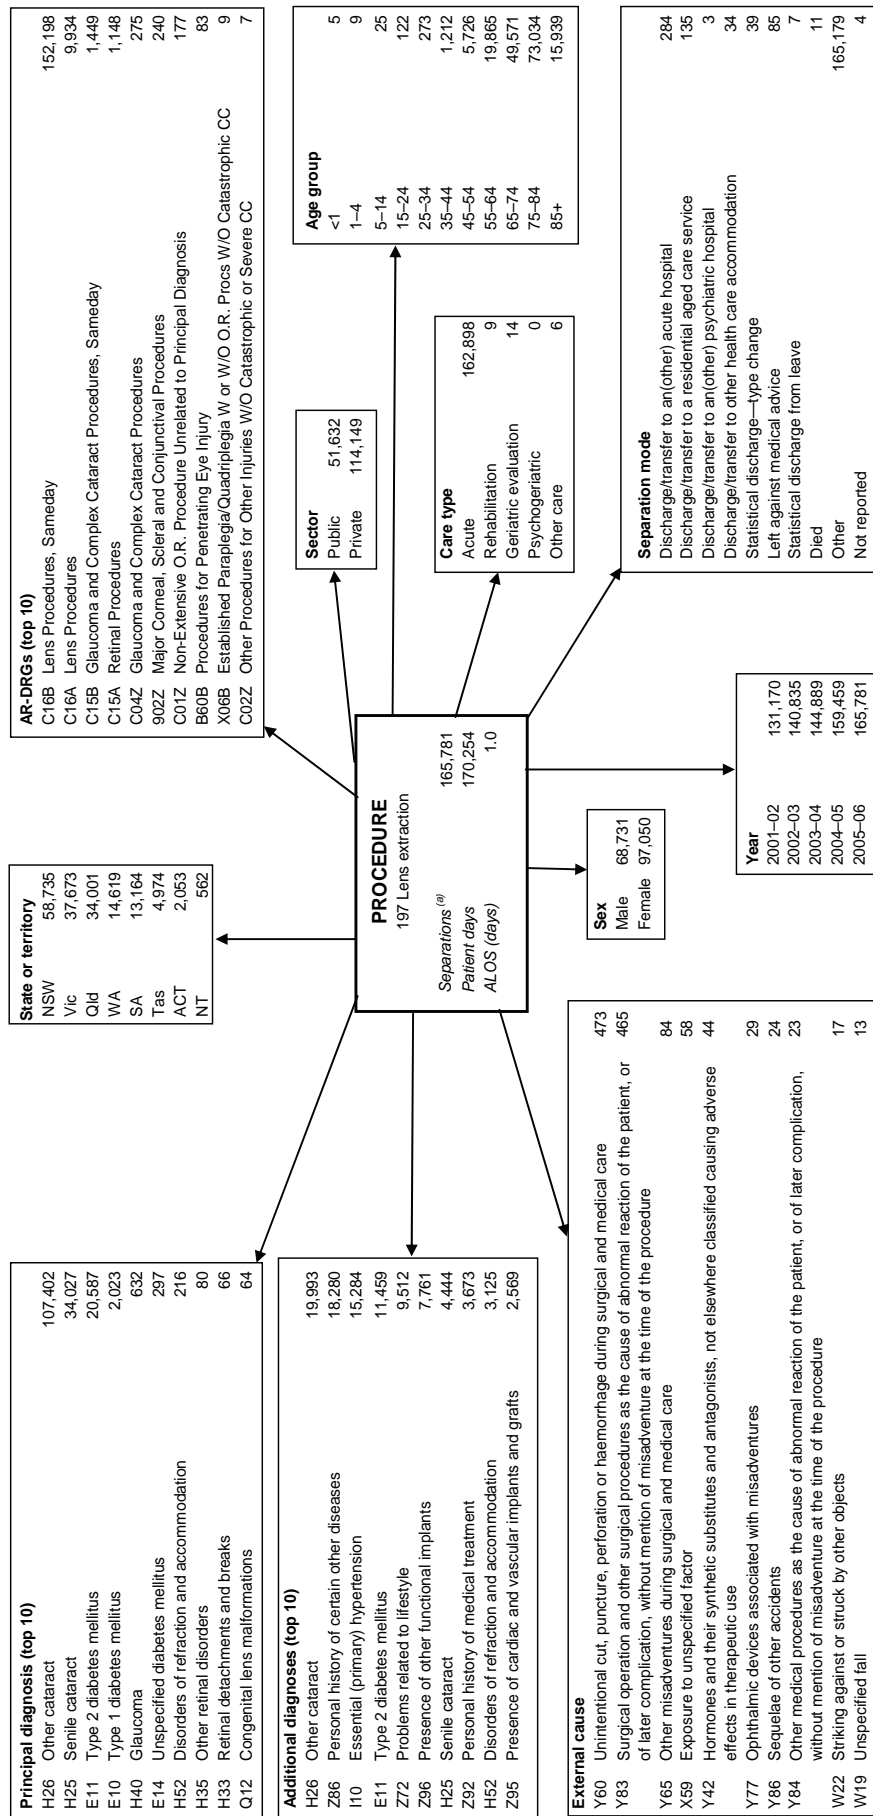 Principal diagnosis (top 10)
H26 Other cataract 107,402
H25 Senile cataract 34,027
E11 Type 2 diabetes mellitus 20,587
E10 Type 1 diabetes mellitus 2,023
H40 Glaucoma 632
E14 Unspecified diabetes mellitus 297
H52 Disorders of refraction and accommodation 216
H35 Other retinal disorders 80
H33 Retinal detachments and breaks 66
Q12 Congenital lens malformations 64
State or territory
NSW 58,735
Vic 37,673
Qld 34,001
WA 14,619
SA 13,164
Tas 4,974
ACT 2,053
NT 562
AR-DRGs (top 10)
C16B Lens Procedures, Sameday 152,198
C16A Lens Procedures 9,934
C15B Glaucoma and Complex Cataract Procedures, Sameday 1,449
C15A Retinal Procedures 1,148
C04Z Glaucoma and Complex Cataract Procedures 275
902Z Major Corneal, Scleral and Conjunctival Procedures 240
C01Z Non-Extensive O.R. Procedure Unrelated to Principal Diagnosis 177
B60B Procedures for Penetrating Eye Injury 83
X06B Established Paraplegia/Quadriplegia W or W/O O.R. Procs W/O Catastrophic CC 9
C02Z Other Procedures for Other Injuries W/O Catastrophic or Severe CC 7
Additional diagnoses (top 10)
H26 Other cataract 19,993
Z86 Personal history of certain other diseases 18,280
I10 Essential (primary) hypertension 15,284
E11 Type 2 diabetes mellitus 11,459
Z72 Problems related to lifestyle 9,512
Z96 Presence of other functional implants 7,761
H25 Senile cataract 4,444
Z92 Personal history of medical treatment 3,673
H52 Disorders of refraction and accommodation 3,125
Z95 Presence of cardiac and vascular implants and grafts 2,569
PROCEDURE
197 Lens extraction
Separations (a) 165,781
Patient days 170,254
ALOS (days) 1.0
Sector
Public 51,632
Private 114,149
Age group
<1 5
1–4 9
5–14 25
15–24 122
25–34 273
35–44 1,212
45–54 5,726
55–64 19,865
65–74 49,571
75–84 73,034
85+ 15,939
Care type
Acute 162,898
Rehabilitation 9
Geriatric evaluation 14
Psychogeriatric 0
Other care 6
External cause
Y60 Unintentional cut, puncture, perforation or haemorrhage during surgical and medical care 473
Y83 Surgical operation and other surgical procedures as the cause of abnormal reaction of the patient, or 465
of later complication, without mention of misadventure at the time of the procedure
Y65 Other misadventures during surgical and medical care 84
X59 Exposure to unspecified factor 58
Y42 Hormones and their synthetic substitutes and antagonists, not elsewhere classified causing adverse 44
effects in therapeutic use
Y77 Ophthalmic devices associated with misadventures 29
Y86 Sequelae of other accidents 24
Y84 Other medical procedures as the cause of abnormal reaction of the patient, or of later complication, 23
without mention of misadventure at the time of the procedure
W22 Striking against or struck by other objects 17
W19 Unspecified fall 13
Sex
Male 68,731
Female 97,050
Year
2001–02 131,170
2002–03 140,835
2003–04 144,889
2004–05 159,459
2005–06 165,781
Separation mode
Discharge/transfer to an(other) acute hospital 284
Discharge/transfer to a residential aged care service 135
Discharge/transfer to an(other) psychiatric hospital 3
Discharge/transfer to other health care accommodation 34
Statistical discharge—type change 39
Left against medical advice 85
Statistical discharge from leave 7
Died 11
Other 165,179
Not reported 4